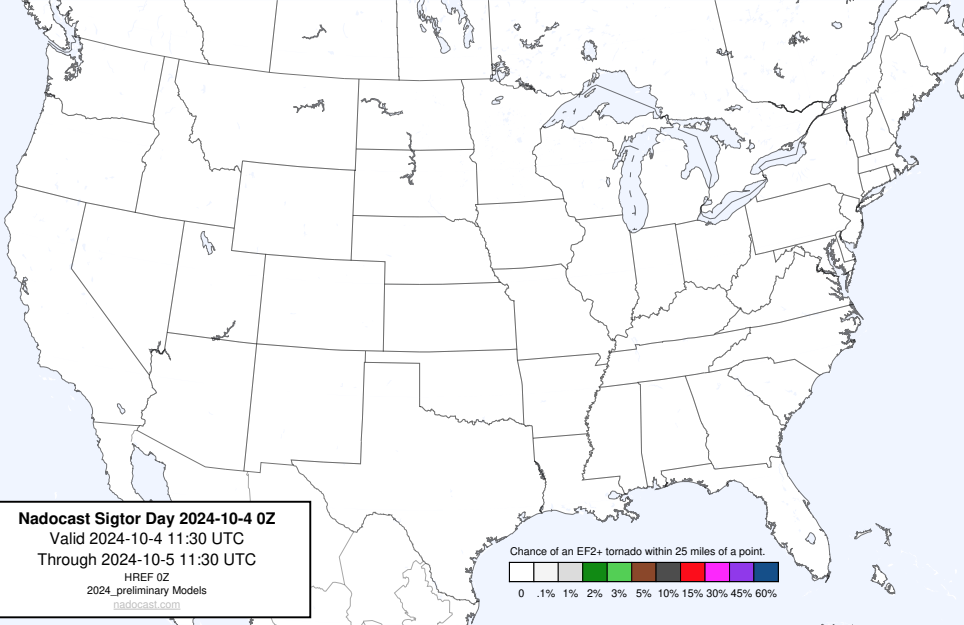 Nadocast Sigtor Day 2024-10-4 0Z
Valid 2024-10-4 11:30 UTC
Through 2024-10-5 11:30 UTC
HREF 0Z
2024_preliminary Models
nadocast.com
Chance of an EF2+ tornado within 25 miles of a point.
0 .1% 1% 2% 3% 5% 10% 15% 30% 45% 60%